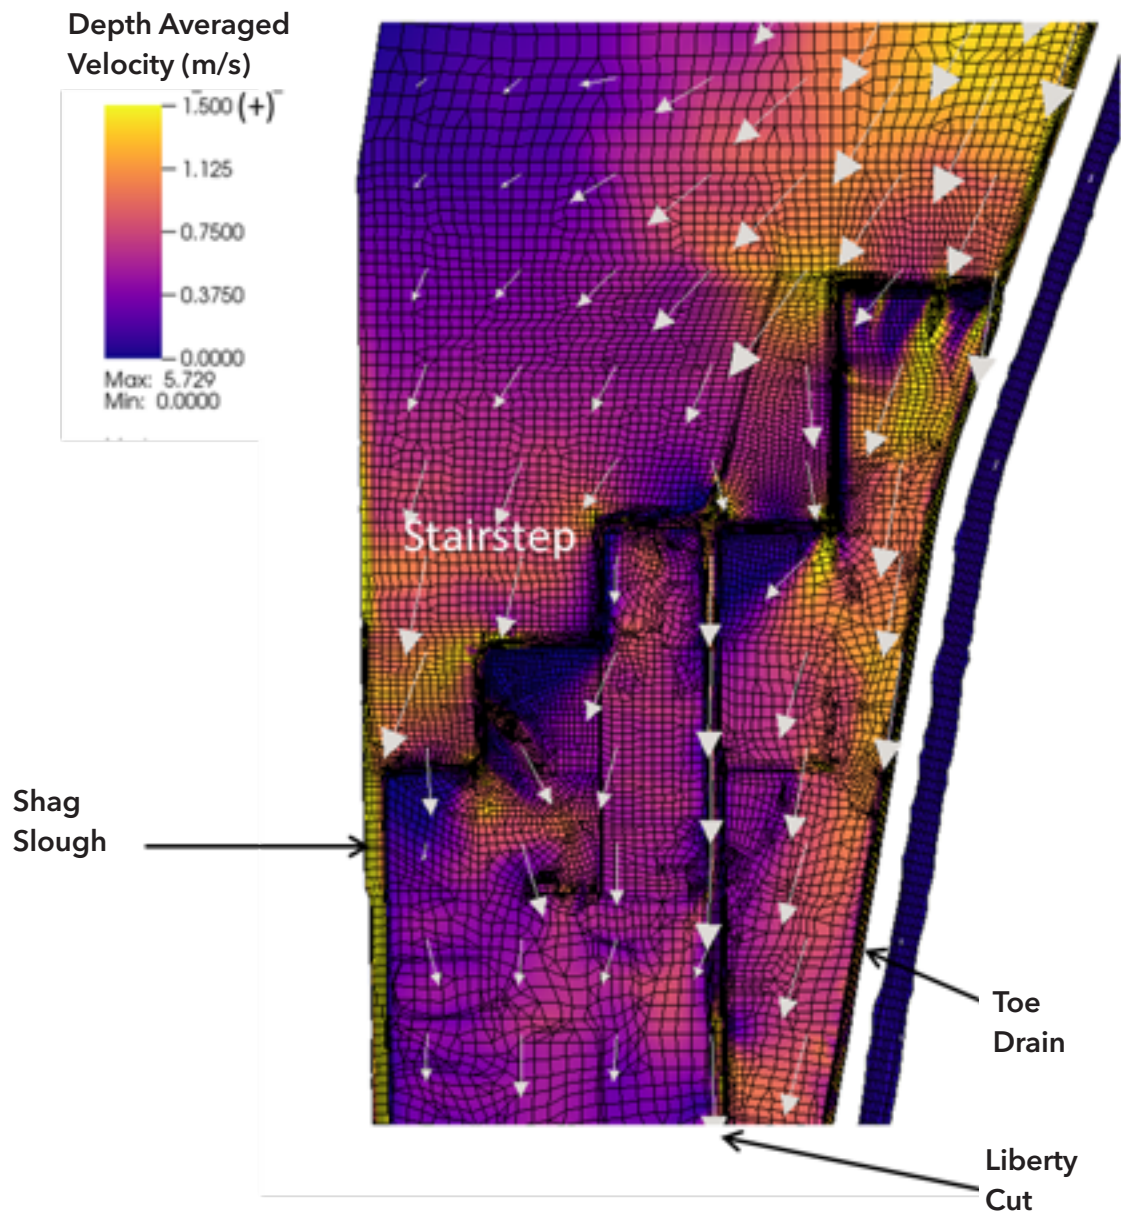 Depth Averaged
Velocity (m/s)
1.500 (+)
1.125
0.7500
0.3750
0.0000
Max: 5.729
Min: 0.0000
Stairstep
Shag
Slough
Toe
Drain
Liberty
Cut